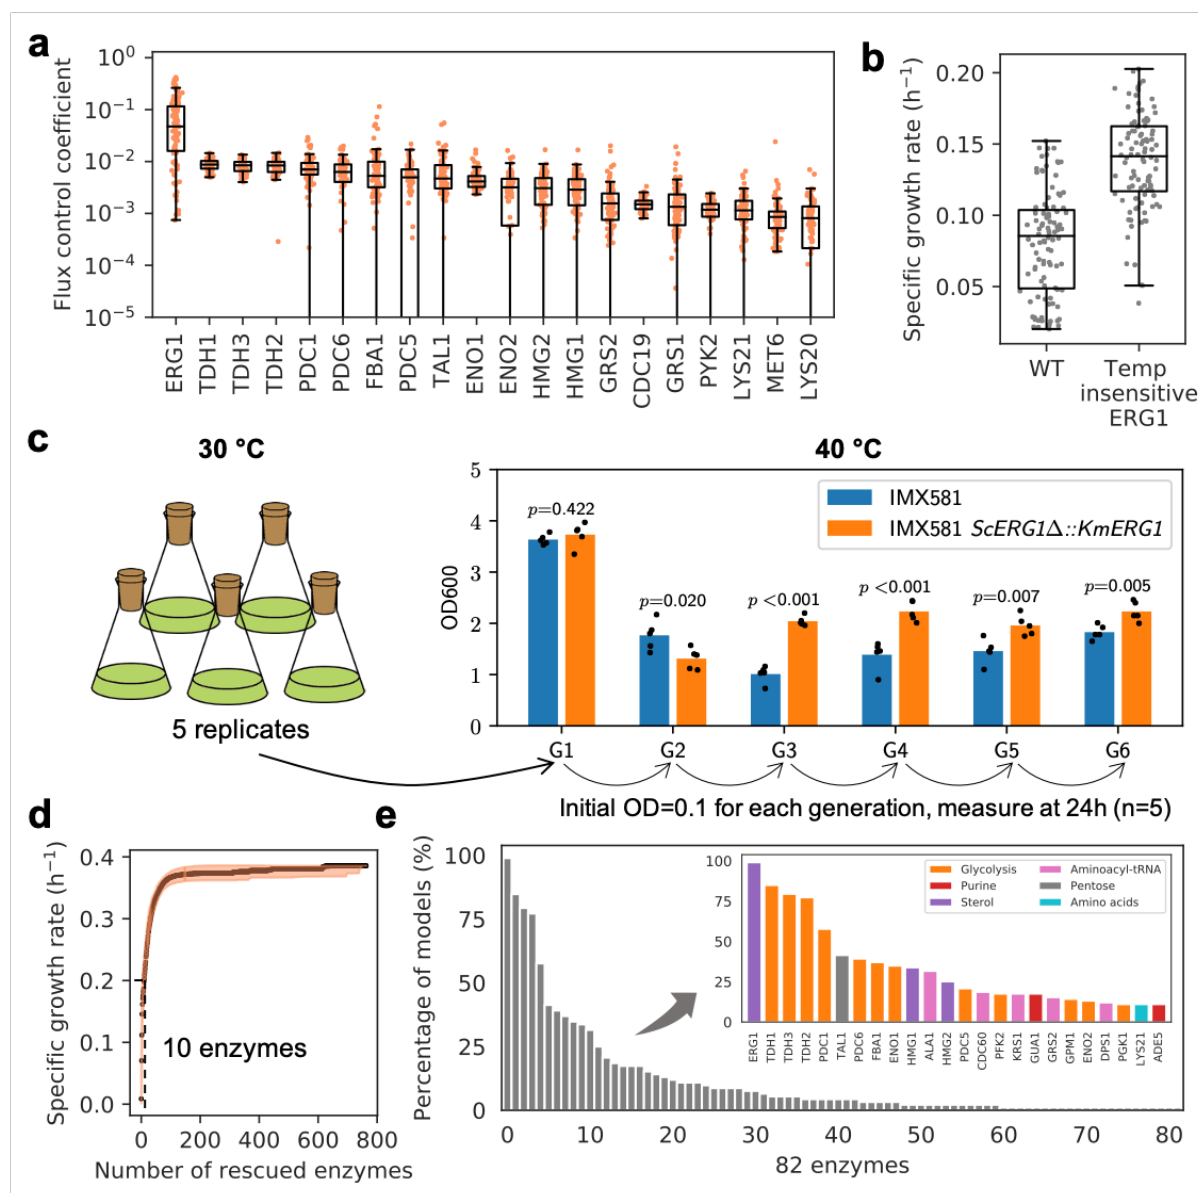 a
Flux control coefficient
10⁰
10⁻¹
10⁻²
10⁻³
10⁻⁴
10⁻⁵
ERG1
TDH1
TDH3
TDH2
PDC1
PDC6
FBA1
PDC5
TAL1
ENO1
ENO2
HMG2
HMG1
GRS2
CDC19
GRS1
PYK2
LYS21
MET6
LYS20
b
Specific growth rate (h⁻¹)
0.20
0.15
0.10
0.05
WT
Temp
insensitive
ERG1
c
30 °C
5 replicates
40 °C
OD600
5
4
3
2
1
0
IMX581
IMX581 ScERG1Δ::KmERG1
p=0.422
p=0.020
p <0.001
p <0.001
p=0.007
p=0.005
G1
G2
G3
G4
G5
G6
Initial OD=0.1 for each generation, measure at 24h (n=5)
d
Specific growth rate (h⁻¹)
0.4
0.3
0.2
0.1
0.0
10 enzymes
0
200
400
600
800
Number of rescued enzymes
e
Percentage of models (%)
100
75
50
25
0
0
10
20
30
40
50
60
70
80
82 enzymes
100
75
50
25
0
Glycolysis
Purine
Sterol
Aminoacyl-tRNA
Pentose
Amino acids
ERG1
TDH1
TDH3
TDH2
PDC1
TAL1
PDC6
FBA1
ENO1
HMG1
ALA1
HMG2
PDC5
CDC60
PFK2
KRS1
GUA1
GRS2
GPM1
ENO2
DPS1
PGK1
LYS21
ADE5